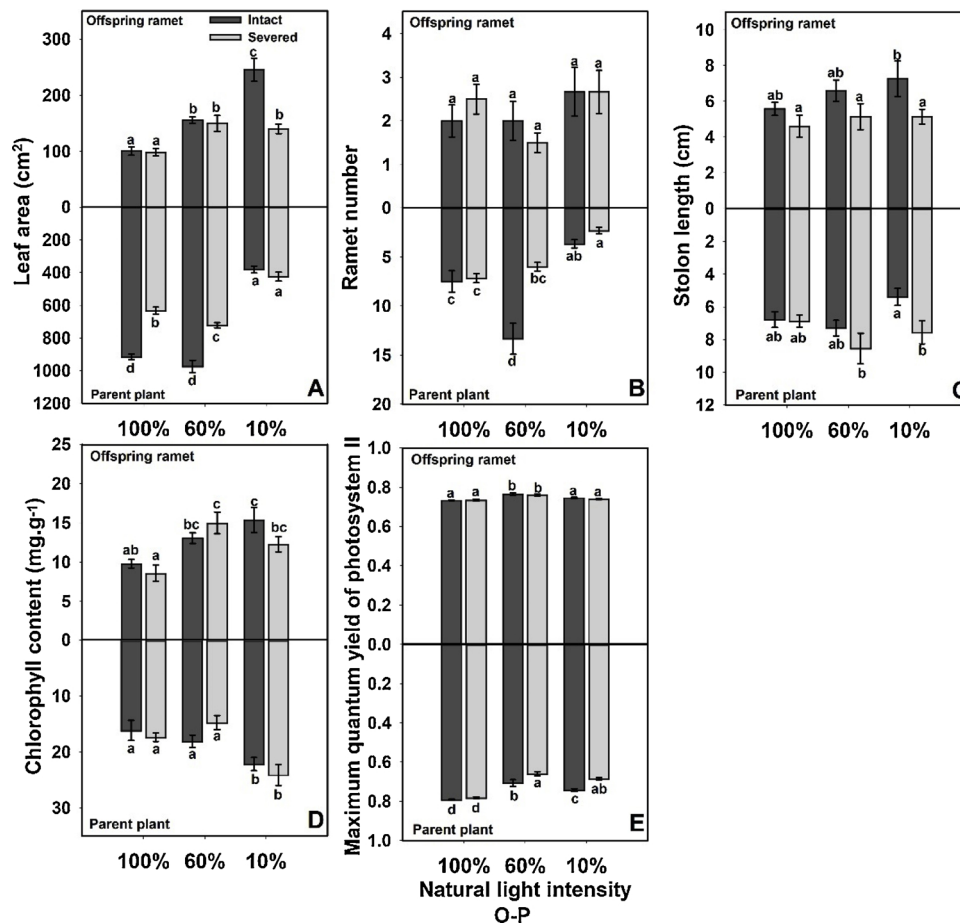 Offspring ramet
Intact
Severed
300
200
100
0
200
400
600
800
1000
1200
Leaf area (cm²)
a
a
b
b
c
b
d
b
d
c
a
a
Parent plant
A
100%
60%
10%
Offspring ramet
4
3
2
1
0
5
10
15
20
Ramet number
a
a
a
a
a
a
c
c
d
bc
ab
a
Parent plant
B
Offspring ramet
10
8
6
4
2
0
2
4
6
8
10
12
Stolon length (cm)
ab
a
ab
a
b
a
ab
ab
ab
b
a
b
Parent plant
C
100%
60%
10%
Offspring ramet
25
20
15
10
5
0
10
20
30
Chlorophyll content (mg.g⁻¹)
ab
a
bc
c
c
bc
a
a
a
a
b
b
Parent plant
D
100%
60%
10%
Offspring ramet
1.0
0.8
0.6
0.4
0.2
0.0
0.2
0.4
0.6
0.8
1.0
Maximum quantum yield of photosystem II
a
a
b
b
a
a
d
d
b
a
c
ab
Parent plant
E
100%
60%
10%
Natural light intensity
O-P